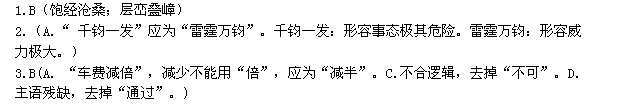 1.B（饱经沧桑；层峦叠嶂）
2.（A.“ 千钧一发”应为“雷霆万钧”。千钧一发：形容事态极其危险。雷霆万钧：形容威
力极大。）
3.B(A. “车费减倍”，减少不能用“倍”，应为“减半”。C.不合逻辑，去掉“不可”。D.
主语残缺，去掉“通过”。)